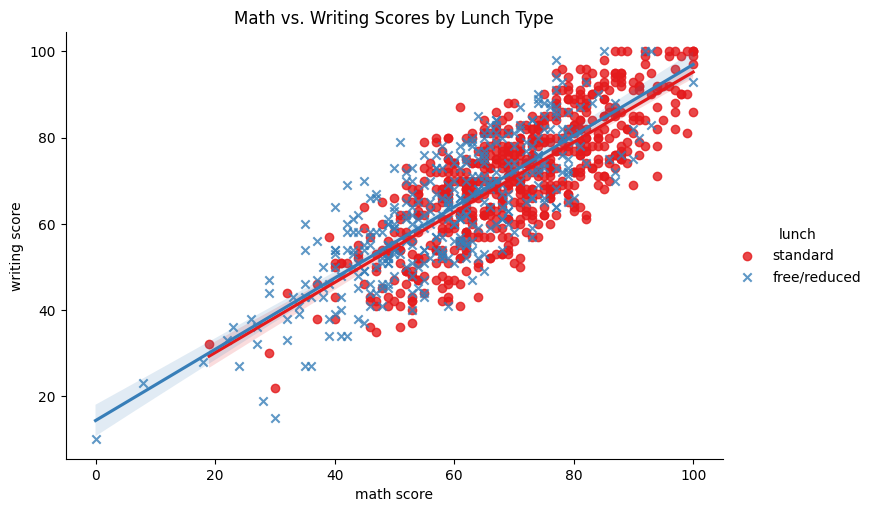 Math vs. Writing Scores by Lunch Type
100
80
60
40
20
writing score
0
20
40
60
80
100
math score
lunch
standard
free/reduced